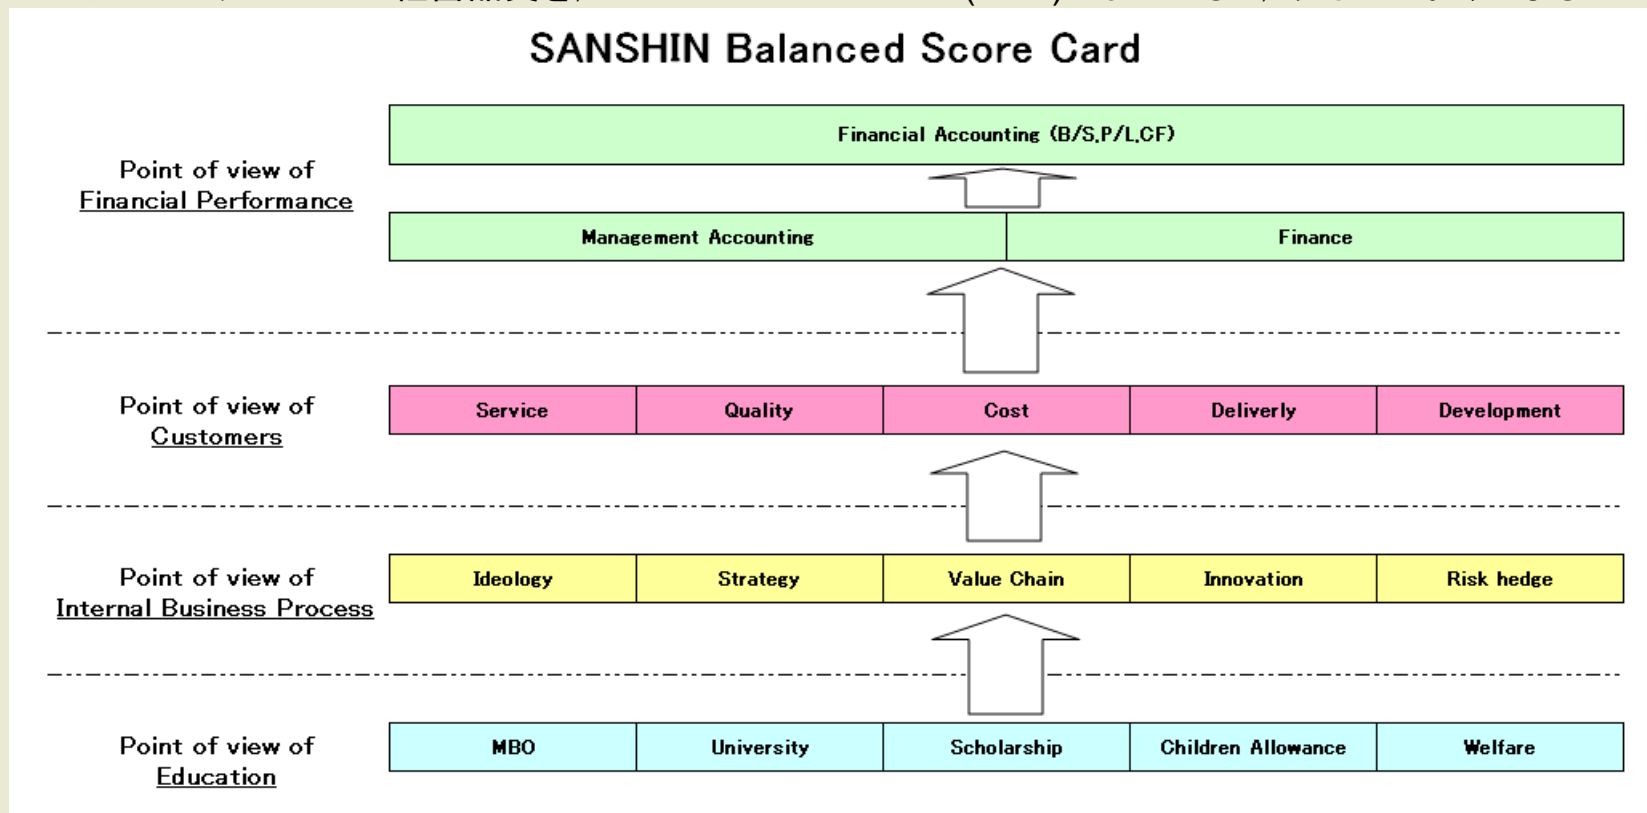 SANSHIN Balanced Score Card
Financial Accounting (B/S,P/L,CF)
Point of view of
Financial Performance
Management Accounting
Finance
Point of view of
Customers
Service
Quality
Cost
Deliverly
Development
Point of view of
Internal Business Process
Ideology
Strategy
Value Chain
Innovation
Risk hedge
Point of view of
Education
MBO
University
Scholarship
Children Allowance
Welfare